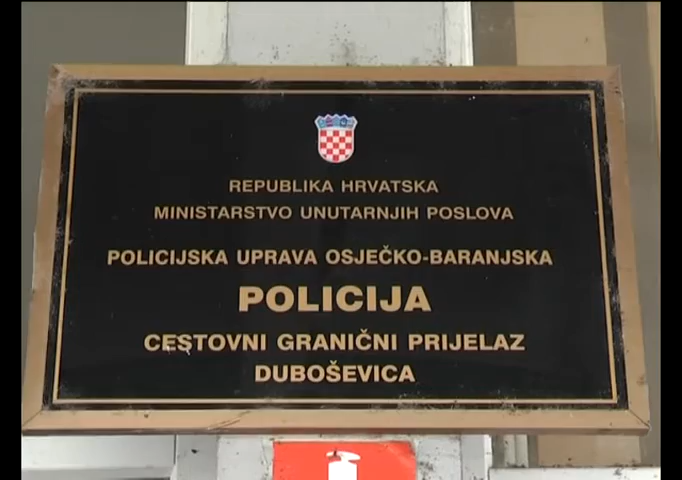 REPUBLIKA HRVATSKA
MINISTARSTVO UNUTARNJIH POSLOVA
POLICIJSKA UPRAVA OSJEČKO-BARANJSKA
POLICIJA
CESTOVNI GRANIČNI PRIJELAZ
DUBOŠEVICA